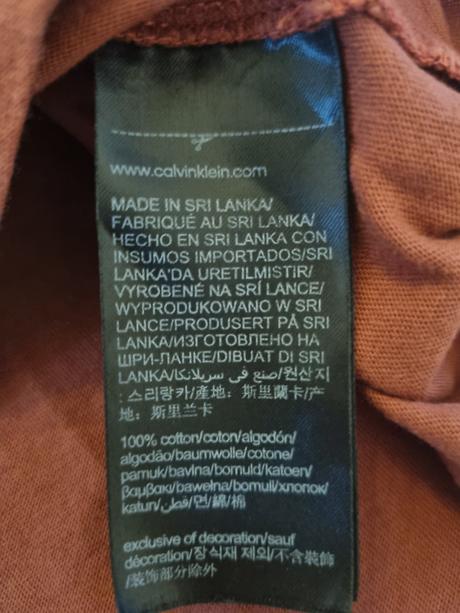 www.calvinklein.com
MADE IN SRI LANKA/
FABRIQUÉ AU SRI LANKA/
HECHO EN SRI LANKA CON
INSUMOS IMPORTADOS/SRI
LANKA'DA URETILMISTIR/
VYROBENÉ NA SRÍ LANCE/
WYPRODUKOWANO W SRI
LANCE/PRODUSERT PÅ SRI
LANKA/ИЗГОТОВЛЕНО НА
ШРИ-ЛАНКЕ/DIBUAT DI SRI
LANKA/صنع في سريلانكا/원산지
: 스리랑카/產地：斯里蘭卡/产
地：斯里兰卡
100% cotton/coton/algodón/
algodão/baumwolle/cotone/
pamuk/bavlna/bomuld/katoen/
βαμβακι/bawełna/bomull/хлопок/
katun/قطن/면/綿/棉
exclusive of decoration/sauf
décoration/장식재 제외/不含裝飾
/装饰部分除外